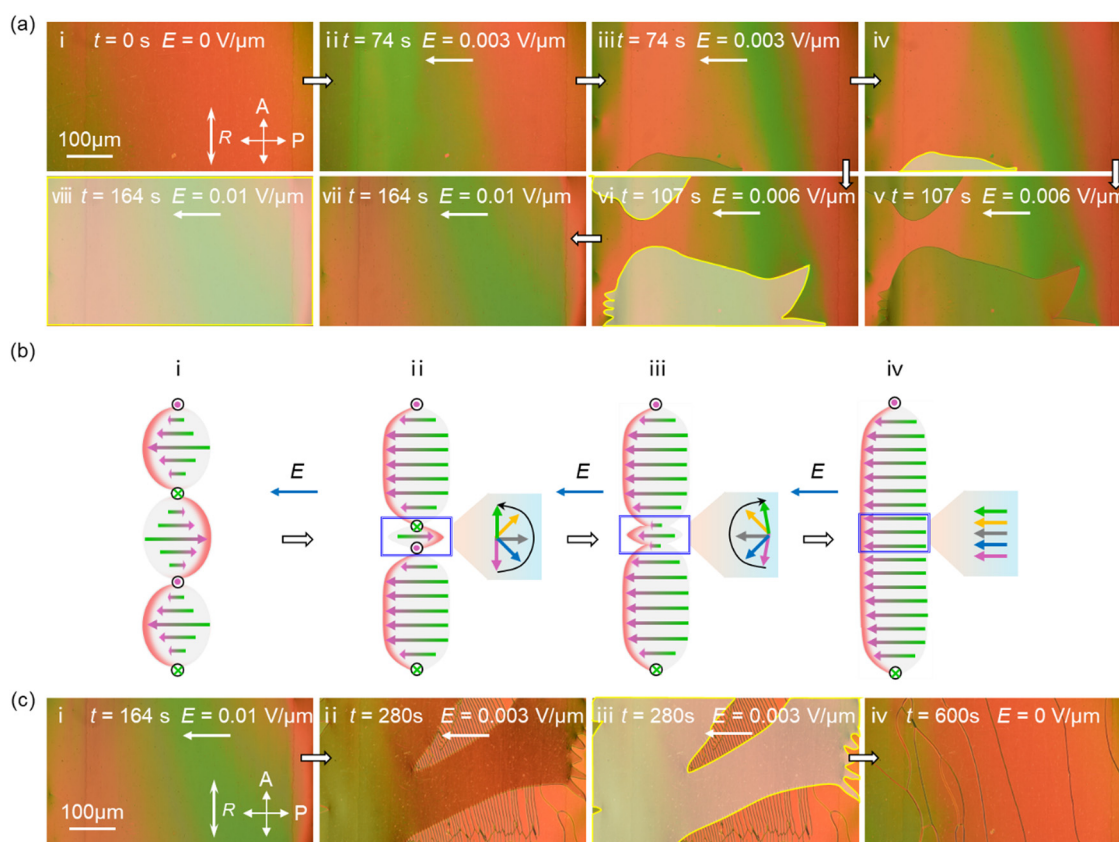 (a)
i t = 0 s E = 0 V/µm
A
R
P
100µm
ii t = 74 s E = 0.003 V/µm
iii t = 74 s E = 0.003 V/µm
iv
viii t = 164 s E = 0.01 V/µm
vii t = 164 s E = 0.01 V/µm
vi t = 107 s E = 0.006 V/µm
v t = 107 s E = 0.006 V/µm
(b)
i
ii
iii
iv
E
E
E
(c)
i t = 164 s E = 0.01 V/µm
A
R
P
100µm
ii t = 280s E = 0.003 V/µm
iii t = 280s E = 0.003 V/µm
iv t = 600s E = 0 V/µm